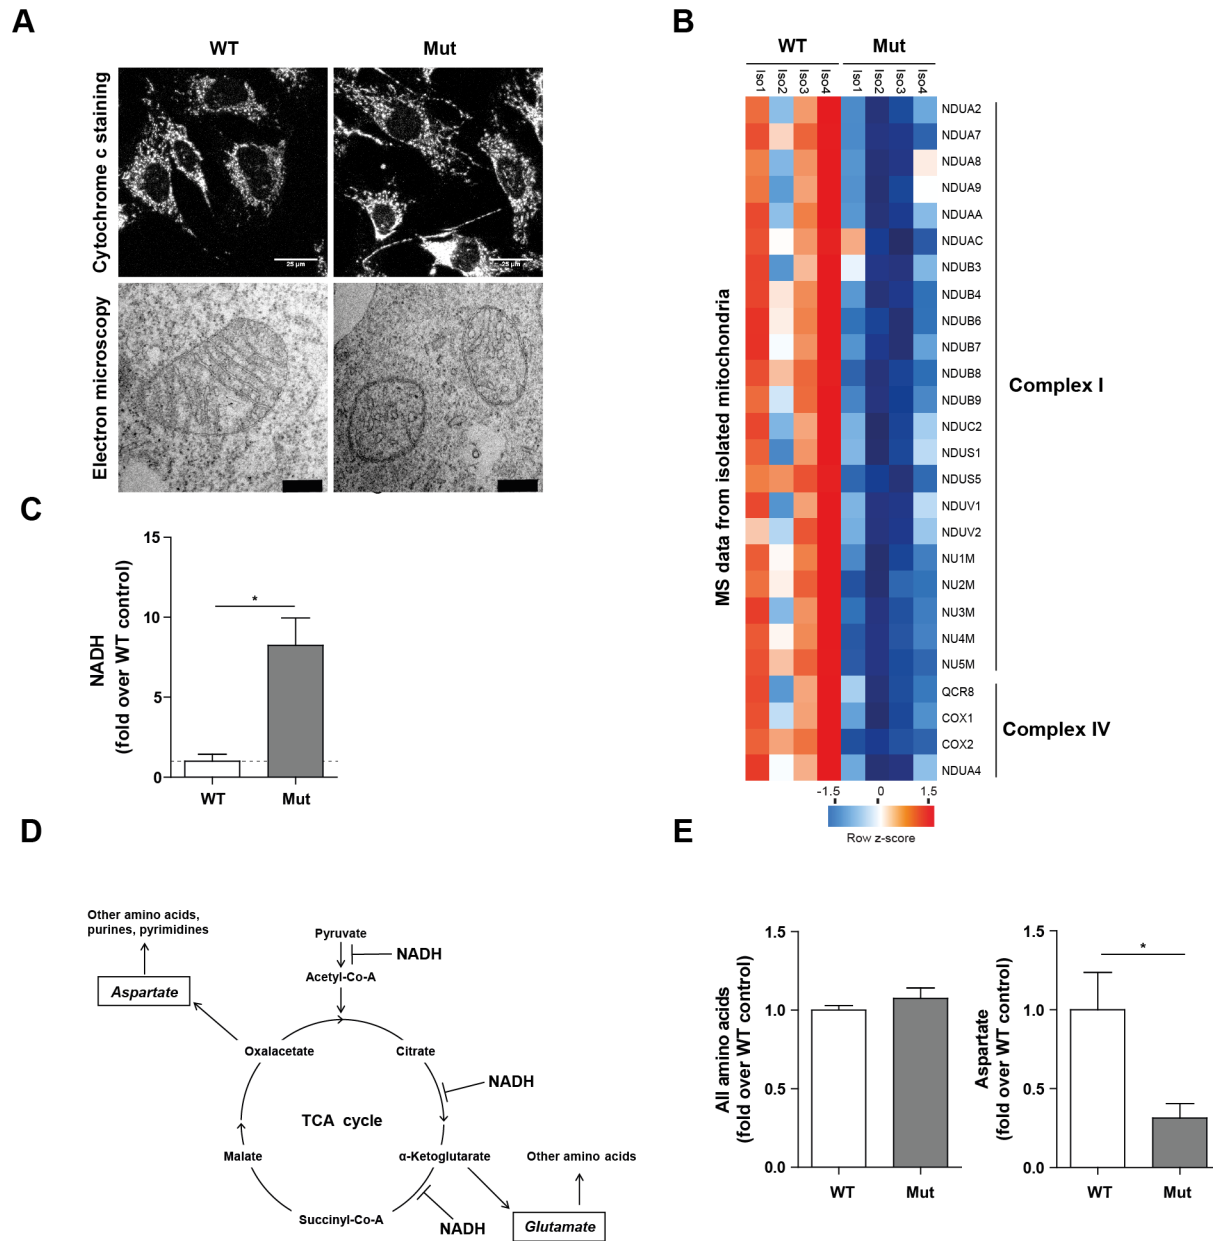 A
WT
Mut
Cytochrome c staining
25 µm
25 µm
Electron microscopy
B
WT
Mut
Iso1
Iso2
Iso3
Iso4
Iso1
Iso2
Iso3
Iso4
MS data from isolated mitochondria
NDUA2
NDUA7
NDUA8
NDUA9
NDUAA
NDUAC
NDUB3
NDUB4
NDUB6
NDUB7
NDUB8
NDUB9
NDUC2
NDUS1
NDUS5
NDUV1
NDUV2
NU1M
NU2M
NU3M
NU4M
NU5M
QCR8
COX1
COX2
NDUA4
Complex I
Complex IV
-1.5
0
1.5
Row z-score
C
NADH
(fold over WT control)
15
10
5
0
*
WT
Mut
D
Other amino acids,
purines, pyrimidines
Aspartate
Pyruvate
NADH
Acetyl-Co-A
Oxalacetate
Citrate
NADH
TCA cycle
Malate
α-Ketoglutarate
Other amino acids
Succinyl-Co-A
NADH
Glutamate
E
All amino acids
(fold over WT control)
1.5
1.0
0.5
0.0
WT
Mut
Aspartate
(fold over WT control)
1.5
1.0
0.5
0.0
*
WT
Mut